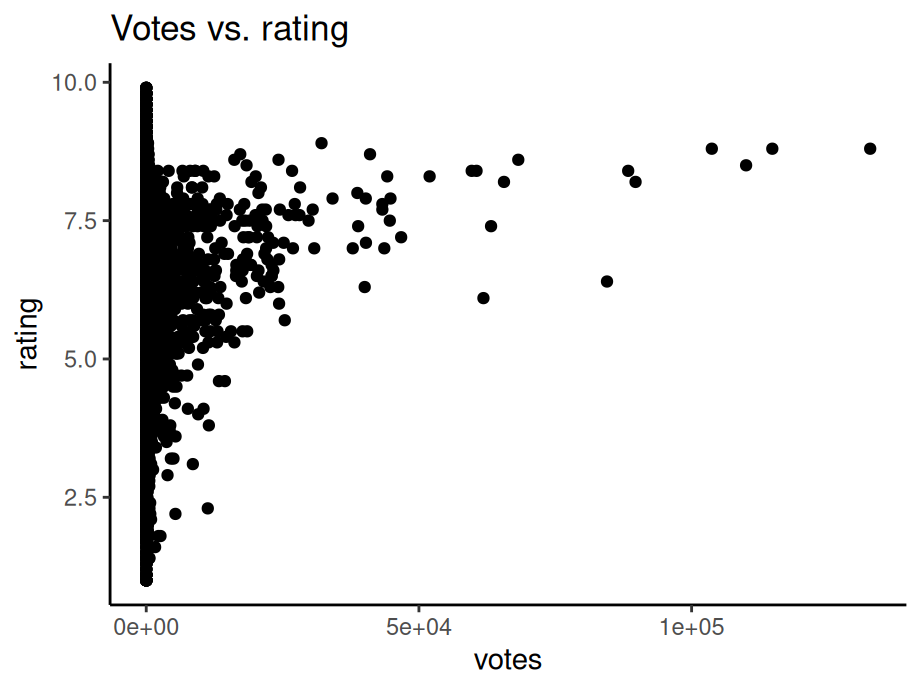 Votes vs. rating
10.0
7.5
5.0
2.5
rating
0e+00
5e+04
1e+05
votes